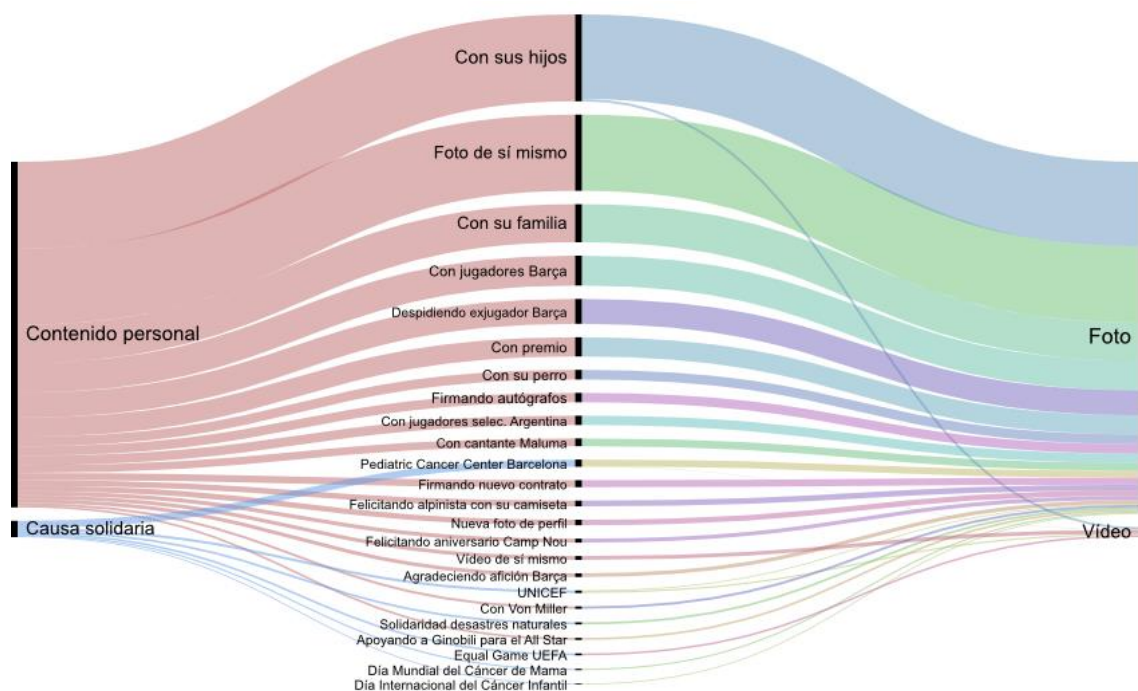 Con sus hijos
Foto de sí mismo
Con su familia
Con jugadores Barça
Despidiendo exjugador Barça
Contenido personal
Foto
Con premio
Con su perro
Firmando autógrafos
Con jugadores selec. Argentina
Con cantante Maluma
Pediatric Cancer Center Barcelona
Firmando nuevo contrato
Felicitando alpinista con su camiseta
Nueva foto de perfil
Causa solidaria
Vídeo
Felicitando aniversario Camp Nou
Vídeo de sí mismo
Agradeciendo afición Barça
UNICEF
Con Von Miller
Solidaridad desastres naturales
Apoyando a Ginobili para el All Star
Equal Game UEFA
Día Mundial del Cáncer de Mama
Día Internacional del Cáncer Infantil